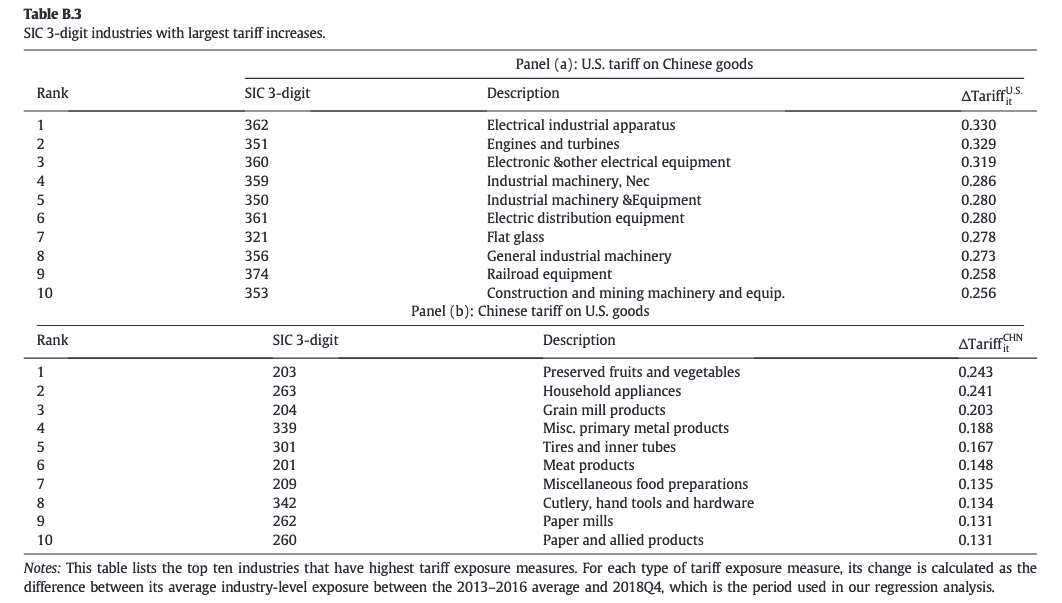 Table B.3
SIC 3-digit industries with largest tariff increases.
Panel (a): U.S. tariff on Chinese goods
Rank SIC 3-digit Description ΔTariff^{U.S.}_{it}
1 362 Electrical industrial apparatus 0.330
2 351 Engines and turbines 0.329
3 360 Electronic &other electrical equipment 0.319
4 359 Industrial machinery, Nec 0.286
5 350 Industrial machinery &Equipment 0.280
6 361 Electric distribution equipment 0.280
7 321 Flat glass 0.278
8 356 General industrial machinery 0.273
9 374 Railroad equipment 0.258
10 353 Construction and mining machinery and equip. 0.256
Panel (b): Chinese tariff on U.S. goods
Rank SIC 3-digit Description ΔTariff^{CHN}_{it}
1 203 Preserved fruits and vegetables 0.243
2 263 Household appliances 0.241
3 204 Grain mill products 0.203
4 339 Misc. primary metal products 0.188
5 301 Tires and inner tubes 0.167
6 201 Meat products 0.148
7 209 Miscellaneous food preparations 0.135
8 342 Cutlery, hand tools and hardware 0.134
9 262 Paper mills 0.131
10 260 Paper and allied products 0.131
Notes: This table lists the top ten industries that have highest tariff exposure measures. For each type of tariff exposure measure, its change is calculated as the
difference between its average industry-level exposure between the 2013–2016 average and 2018Q4, which is the period used in our regression analysis.